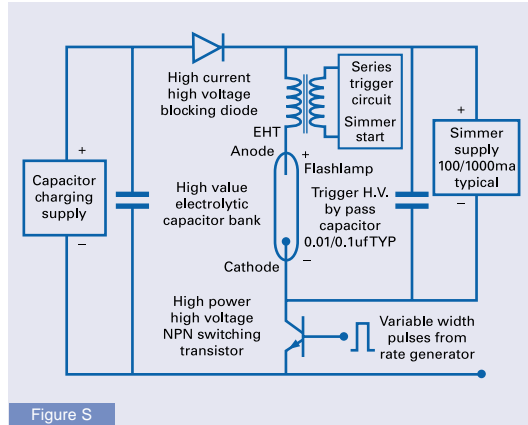 High current
high voltage
blocking diode
Series
trigger
circuit
Simmer
start
EHT
Anode
+
Flashlamp
+
Capacitor
charging
supply
–
High value
electrolytic
capacitor bank
Trigger H.V.
by pass
capacitor
0.01/0.1ufTYP
+
Simmer
supply
100/1000ma
typical
–
Cathode
–
High power
high voltage
NPN switching
transistor
Variable width
pulses from
rate generator
Figure S